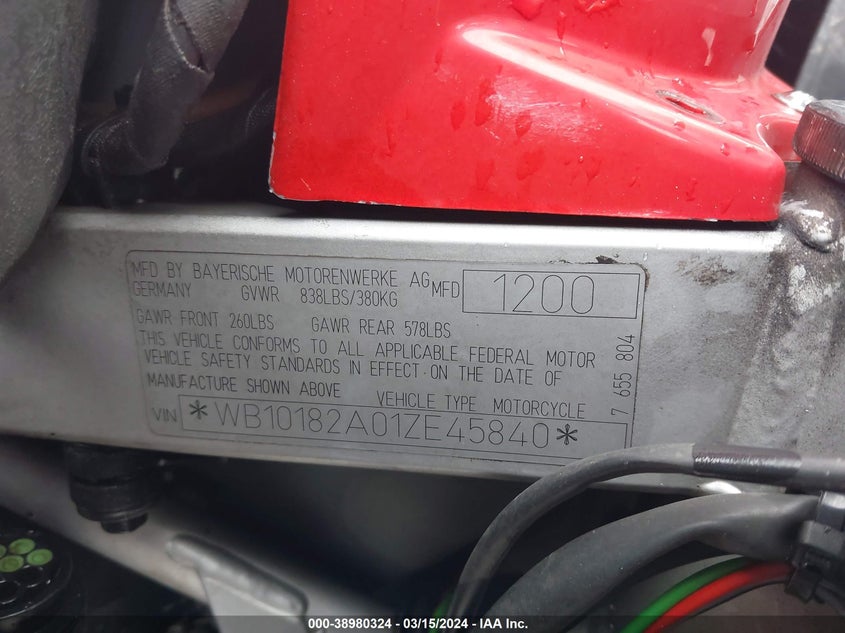 MFD BY BAYERISCHE MOTORENWERKE AG MFD 1200
GERMANY GVWR 838LBS/380KG
GAWR FRONT 260LBS GAWR REAR 578LBS
THIS VEHICLE CONFORMS TO ALL APPLICABLE FEDERAL MOTOR
VEHICLE SAFETY STANDARDS IN EFFECT ON THE DATE OF
MANUFACTURE SHOWN ABOVE VEHICLE TYPE MOTORCYCLE
VIN *WB10182A01ZE45840*
7 655 804
000-38980324 - 03/15/2024 - IAA Inc.